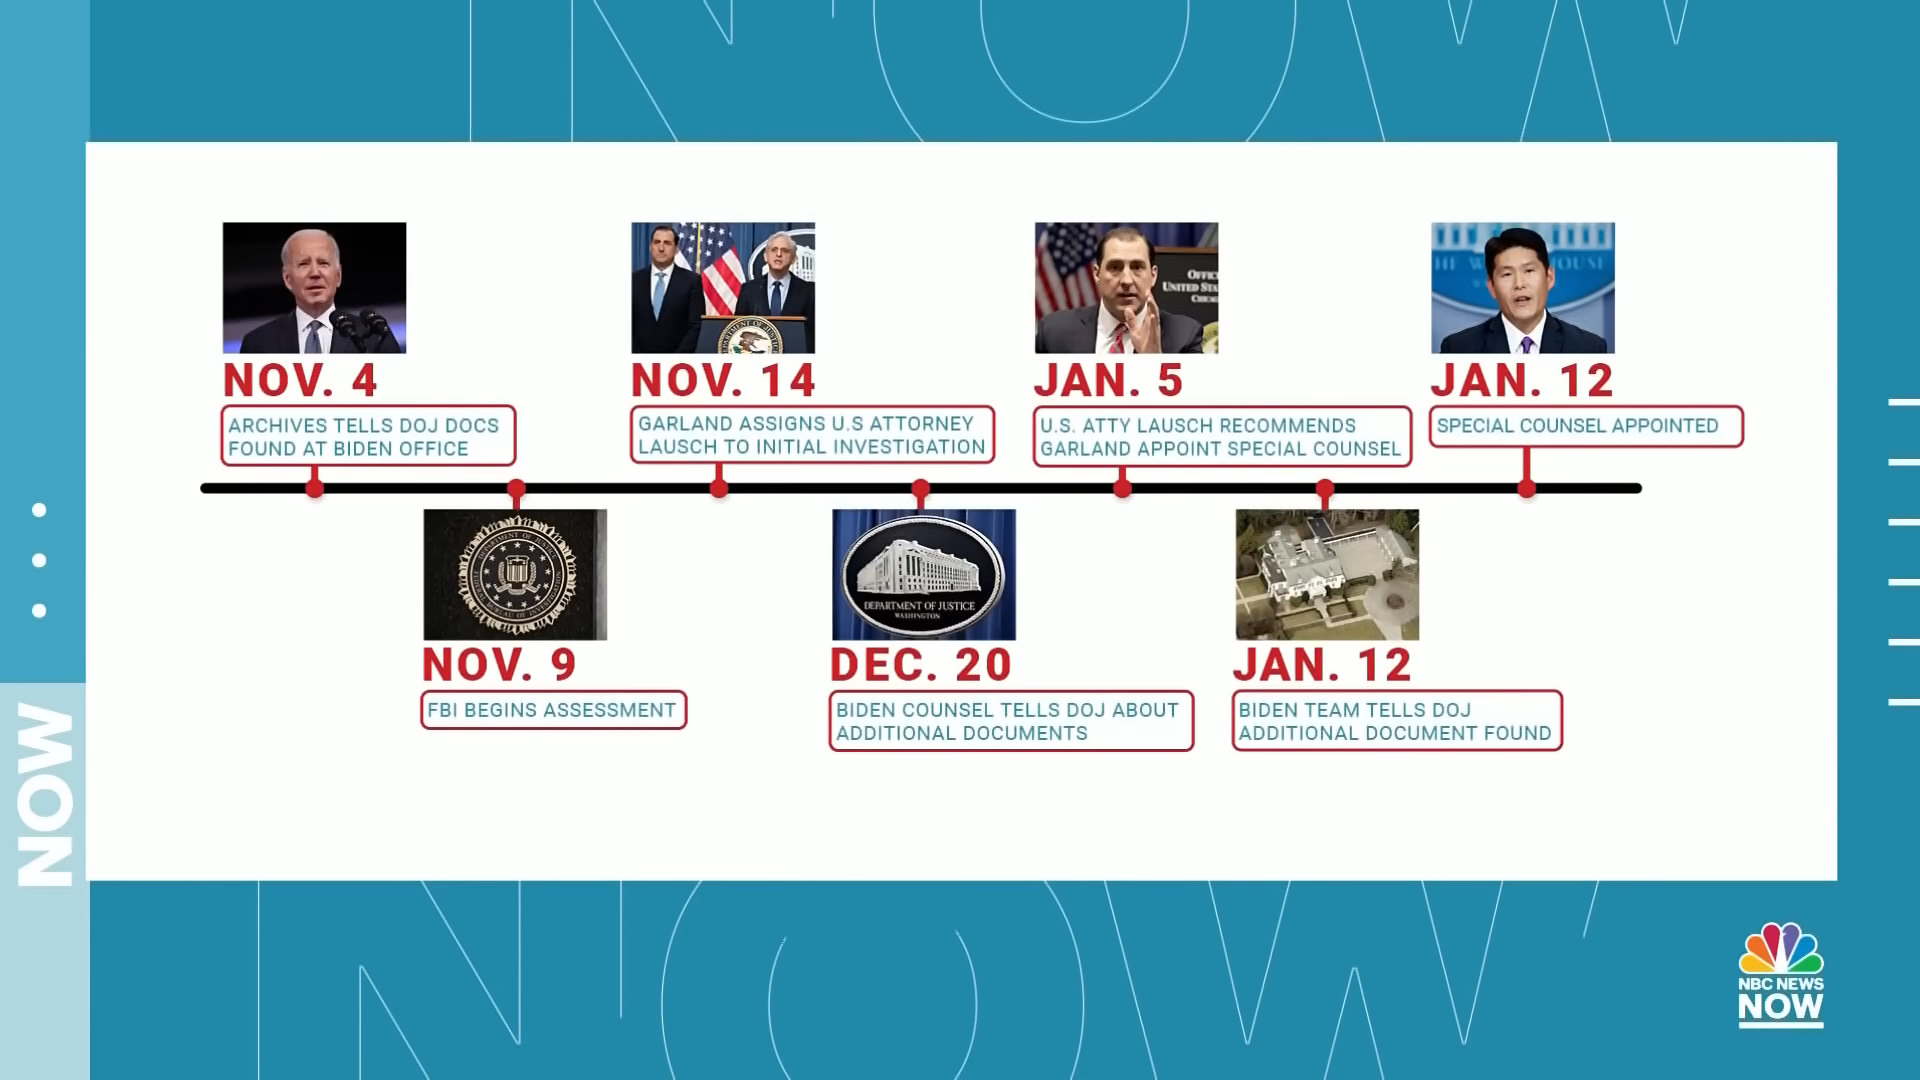 NOV. 4
ARCHIVES TELLS DOJ DOCS
FOUND AT BIDEN OFFICE
NOV. 9
FBI BEGINS ASSESSMENT
NOV. 14
GARLAND ASSIGNS U.S ATTORNEY
LAUSCH TO INITIAL INVESTIGATION
DEPARTMENT OF JUSTICE
WASHINGTON
DEC. 20
BIDEN COUNSEL TELLS DOJ ABOUT
ADDITIONAL DOCUMENTS
JAN. 5
U.S. ATTY LAUSCH RECOMMENDS
GARLAND APPOINT SPECIAL COUNSEL
JAN. 12
BIDEN TEAM TELLS DOJ
ADDITIONAL DOCUMENT FOUND
JAN. 12
SPECIAL COUNSEL APPOINTED
NOW
NBC NEWS
NOW